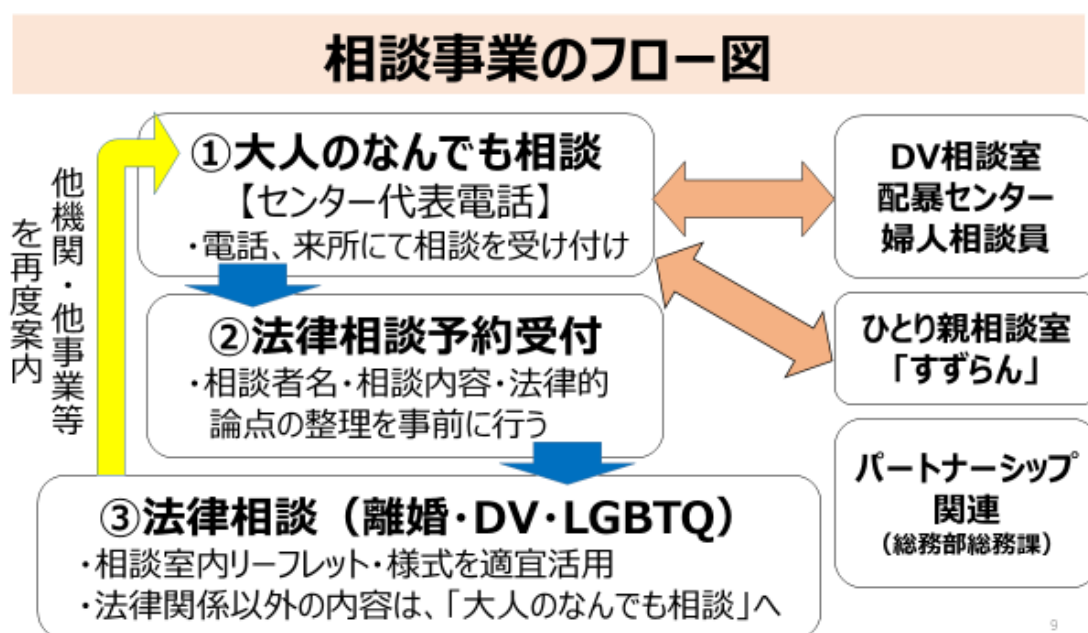 相談事業のフロー図
①大人のなんでも相談
【センター代表電話】
・電話、来所にて相談を受け付け
②法律相談予約受付
・相談者名・相談内容・法律的
論点の整理を事前に行う
③法律相談（離婚・DV・LGBTQ）
・相談室内リーフレット・様式を適宜活用
・法律関係以外の内容は、「大人のなんでも相談」へ
他機関・他事業等
を再度案内
DV相談室
配暴センター
婦人相談員
ひとり親相談室
「すずらん」
パートナーシップ
関連
（総務部総務課）
9